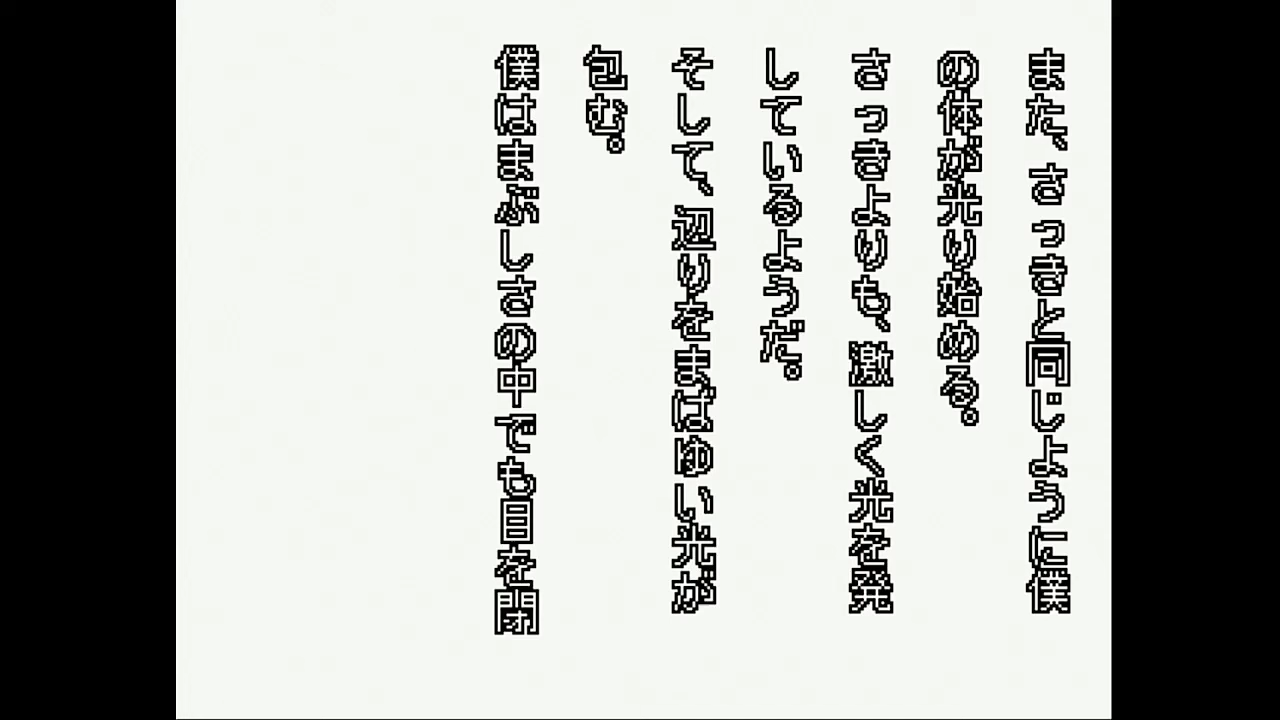 また、さっきと同じように僕
の体が光り始める。
さっきよりも、激しく光を発
しているようだ。
そして、辺りをまばゆい光が
包む。
僕はまぶしさの中でも目を閉